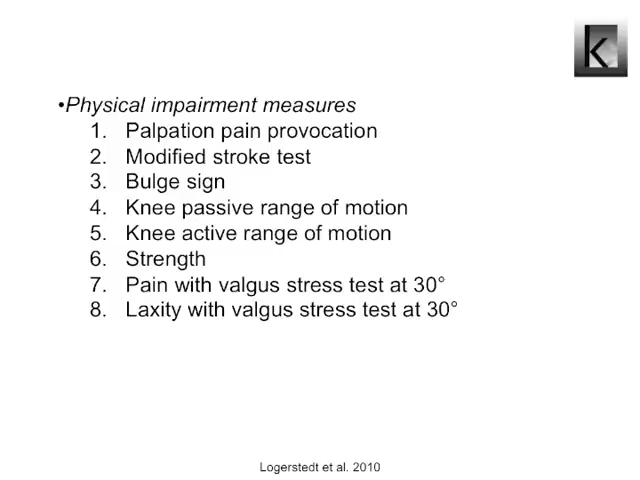 K
•Physical impairment measures
1. Palpation pain provocation
2. Modified stroke test
3. Bulge sign
4. Knee passive range of motion
5. Knee active range of motion
6. Strength
7. Pain with valgus stress test at 30°
8. Laxity with valgus stress test at 30°
Logerstedt et al. 2010